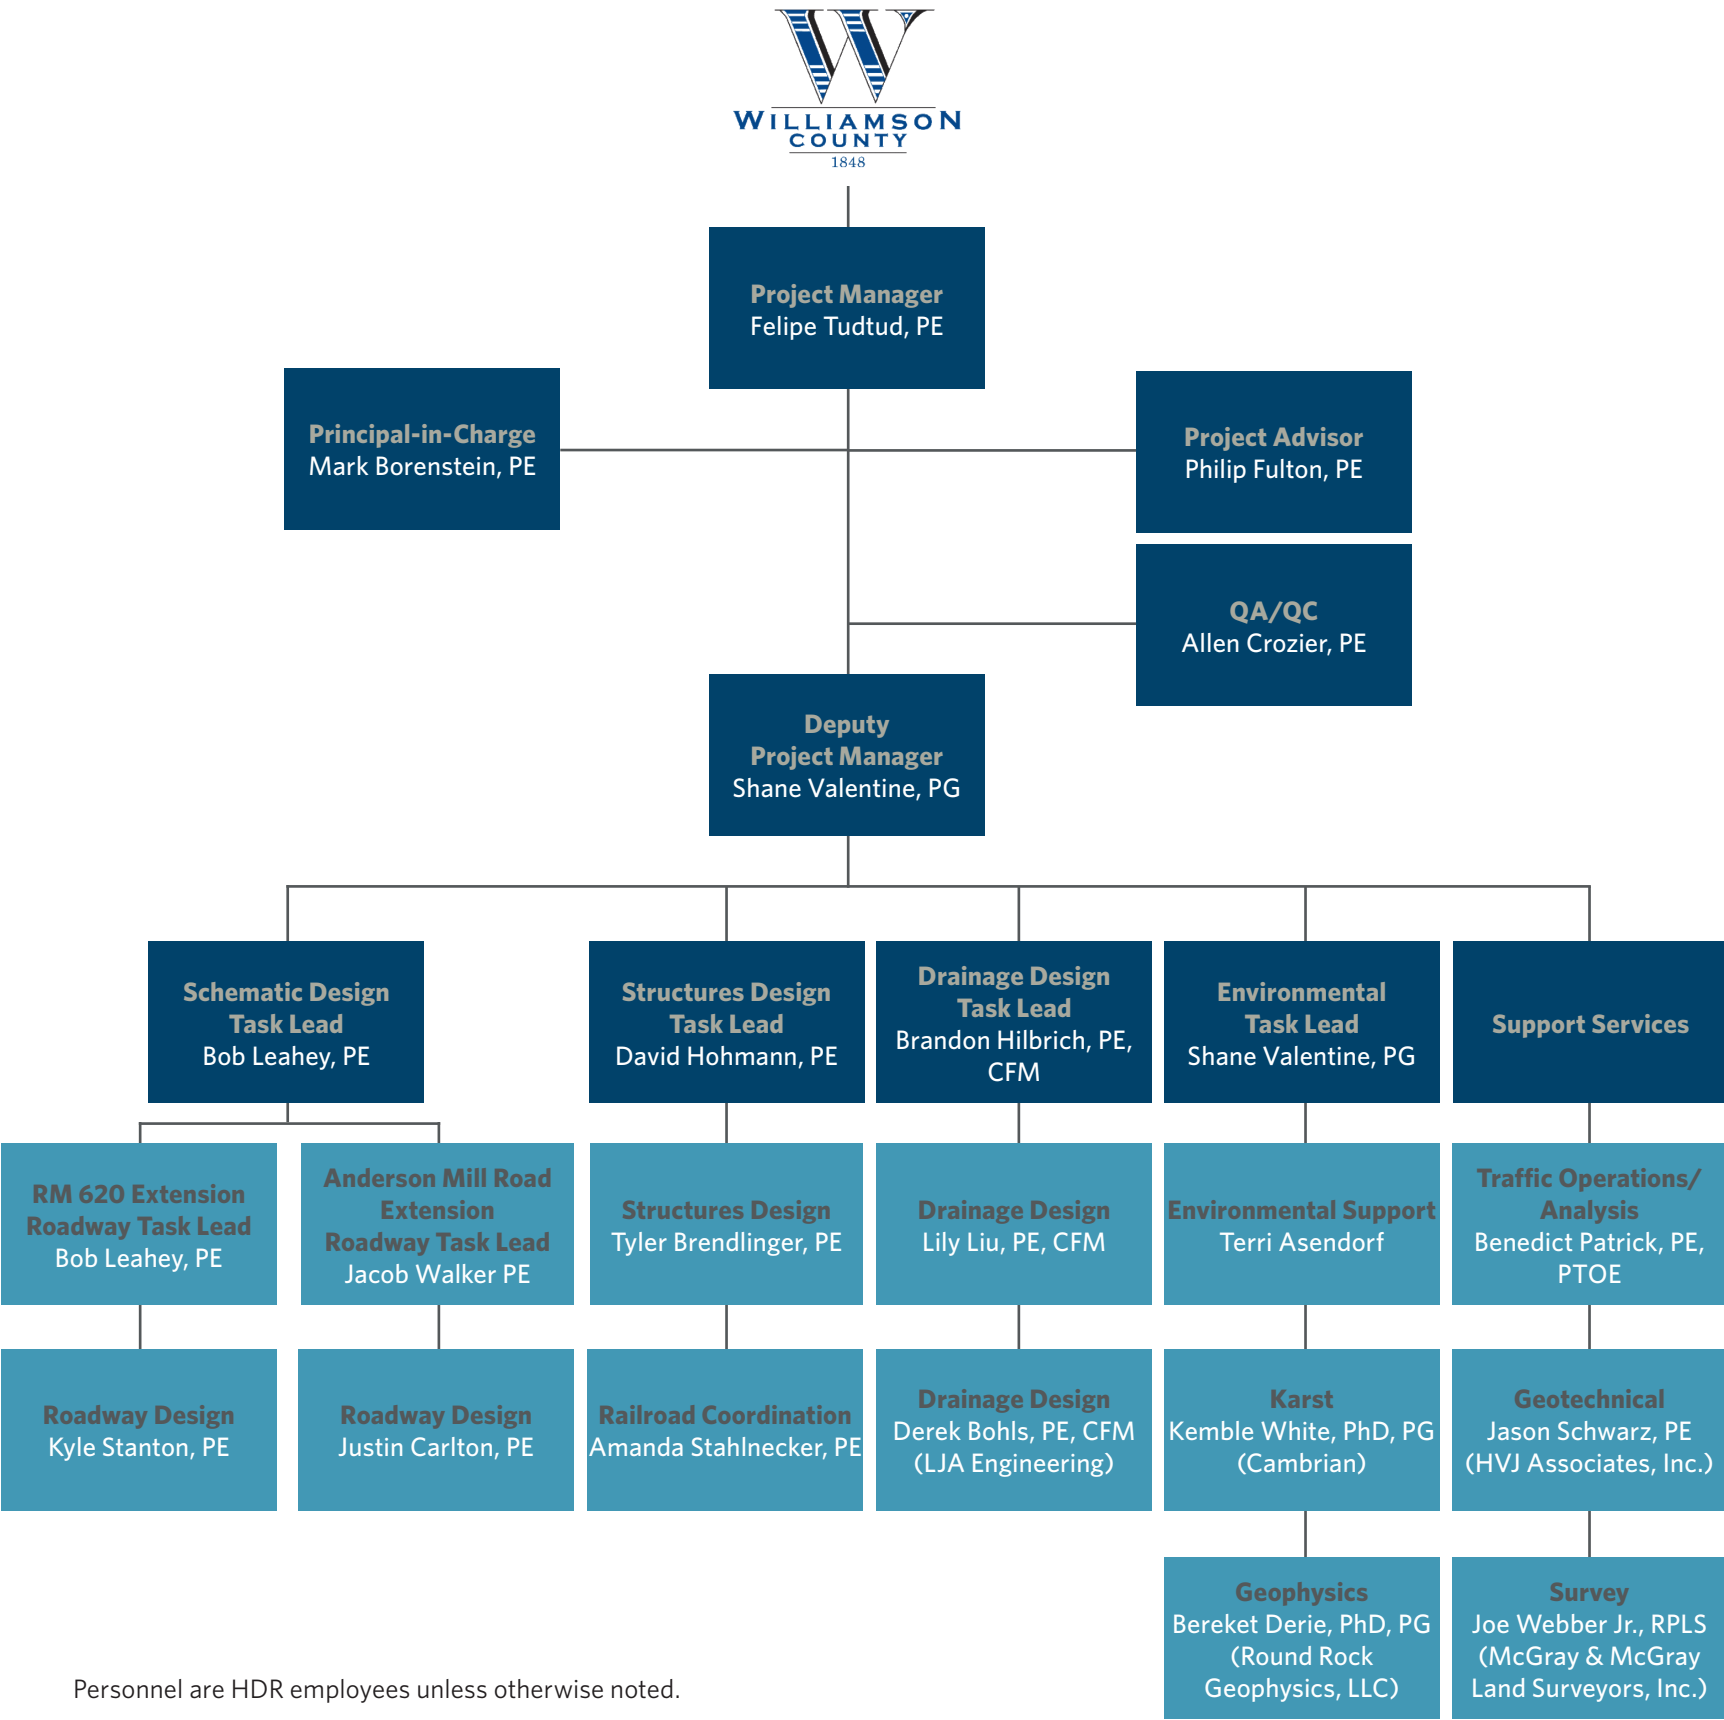 W
WILLIAMSON
COUNTY
1848
Project Manager
Felipe Tudtud, PE
Principal-in-Charge
Mark Borenstein, PE
Project Advisor
Philip Fulton, PE
QA/QC
Allen Crozier, PE
Deputy
Project Manager
Shane Valentine, PG
Schematic Design
Task Lead
Bob Leahey, PE
Structures Design
Task Lead
David Hohmann, PE
Drainage Design
Task Lead
Brandon Hilbrich, PE,
CFM
Environmental
Task Lead
Shane Valentine, PG
Support Services
RM 620 Extension
Roadway Task Lead
Bob Leahey, PE
Anderson Mill Road
Extension
Roadway Task Lead
Jacob Walker PE
Structures Design
Tyler Brendlinger, PE
Drainage Design
Lily Liu, PE, CFM
Environmental Support
Terri Asendorf
Traffic Operations/
Analysis
Benedict Patrick, PE,
PTOE
Roadway Design
Kyle Stanton, PE
Roadway Design
Justin Carlton, PE
Railroad Coordination
Amanda Stahlnecker, PE
Drainage Design
Derek Bohls, PE, CFM
(LJA Engineering)
Karst
Kemble White, PhD, PG
(Cambrian)
Geotechnical
Jason Schwarz, PE
(HVJ Associates, Inc.)
Geophysics
Bereket Derie, PhD, PG
(Round Rock
Geophysics, LLC)
Survey
Joe Webber Jr., RPLS
(McGray & McGray
Land Surveyors, Inc.)
Personnel are HDR employees unless otherwise noted.